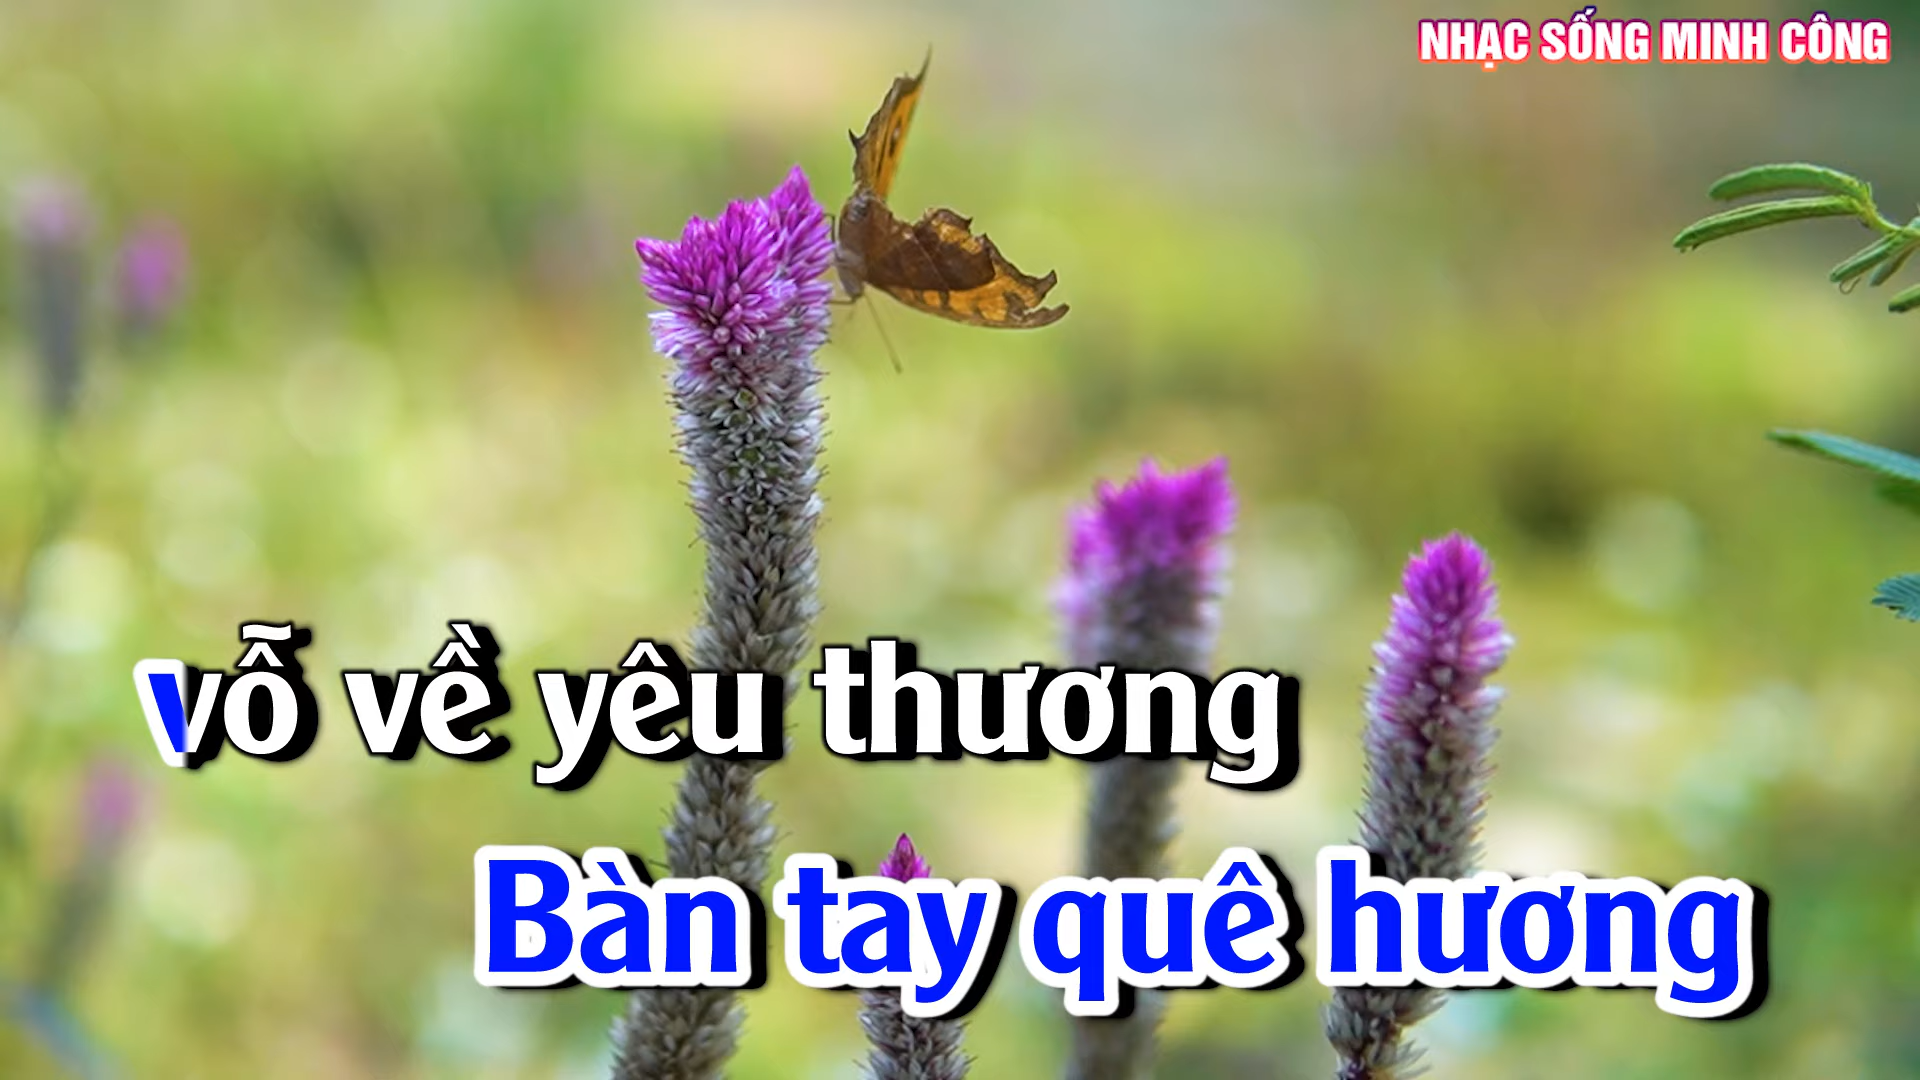 NHẠC SỐNG MINH CÔNG
vỗ về yêu thương
Bàn tay quê hương